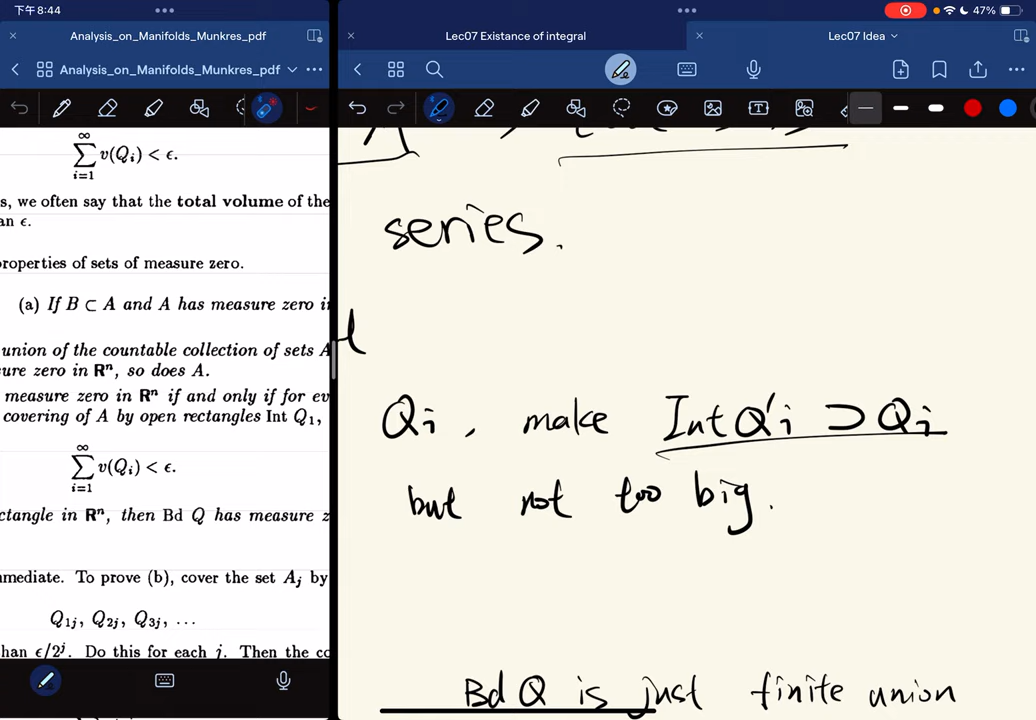 下午8:44
47%
Analysis_on_Manifolds_Munkres_pdf
Lec07 Existance of integral
Lec07 Idea
Analysis_on_Manifolds_Munkres_pdf
∞
∑ v(Qᵢ) < ϵ.
i=1
s, we often say that the total volume of the
an ϵ.
properties of sets of measure zero.
(a) If B ⊂ A and A has measure zero i
union of the countable collection of sets A
ure zero in Rⁿ, so does A.
measure zero in Rⁿ if and only if for ev
covering of A by open rectangles Int Q₁,
∞
∑ v(Qᵢ) < ϵ.
i=1
ctangle in Rⁿ, then Bd Q has measure z
mmediate. To prove (b), cover the set Aⱼ by
Q₁ⱼ, Q₂ⱼ, Q₃ⱼ, ...
han ϵ/2ʲ. Do this for each j. Then the co
series.
Qi, make Int Q'i ⊃ Qi
but not too big.
Bd Q is just finite union